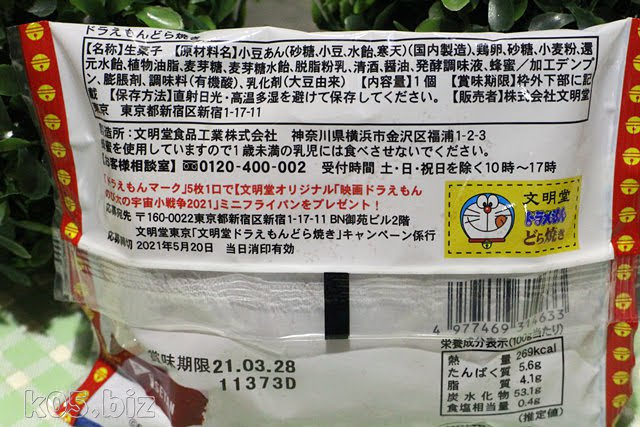 ドラえもんどら焼き
【名称】生菓子 【原材料名】小豆あん(砂糖、小豆、水飴、寒天)(国内製造)、鶏卵、砂糖、小麦粉、還
元水飴、植物油脂、麦芽糖、麦芽糖水飴、脱脂粉乳、清酒、醤油、発酵調味液、蜂蜜/加工デンプ
ン、膨脹剤、調味料(有機酸)、乳化剤(大豆由来) 【内容量】1個 【賞味期限】枠外下部に記
載 【保存方法】直射日光・高温多湿を避けて保存してください。 【販売者】株式会社文明堂
東京 東京都新宿区新宿1-17-11
製造所:文明堂食品工業株式会社 神奈川県横浜市金沢区福浦1-2-3
蜂蜜を使用していますので1歳未満の乳児には食べさせないでください。
【お客様相談室】 0120-400-002 受付時間 土・日・祝日を除く10時~17時
「ドラえもんマーク」5枚1口で【文明堂オリジナル「映画ドラえもん
宇宙小戦争2021」ミニフライパンをプレゼント!
応募宛先 〒160-0022東京都新宿区新宿1-17-11 BN御苑ビル2階
文明堂東京「文明堂ドラえもんどら焼き」キャンペーン係行
応募締切 2021年5月20日 当日消印有効
文明堂
ドラえもん
どら焼き
4 977469 314633
栄養成分表示(100g当たり)
熱量 269kcal
たんぱく質 5.6g
脂質 4.1g
炭水化物 53.1g
食塩相当量 0.4g
(推定値)
賞味期限 21.03.28
11373D
k05.biz